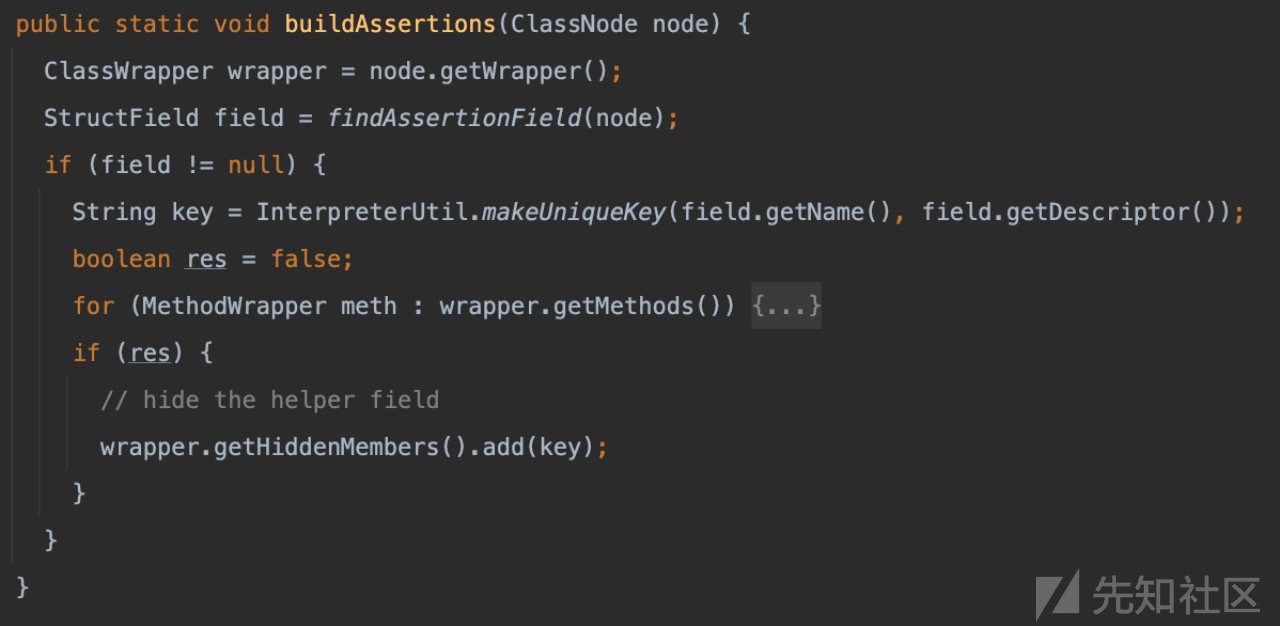 public static void buildAssertions(ClassNode node) {
ClassWrapper wrapper = node.getWrapper();
StructField field = findAssertionField(node);
if (field != null) {
String key = InterpreterUtil.makeUniqueKey(field.getName(), field.getDescriptor());
boolean res = false;
for (MethodWrapper meth : wrapper.getMethods()) {...}
if (res) {
// hide the helper field
wrapper.getHiddenMembers().add(key);
}
}
}
先知社区